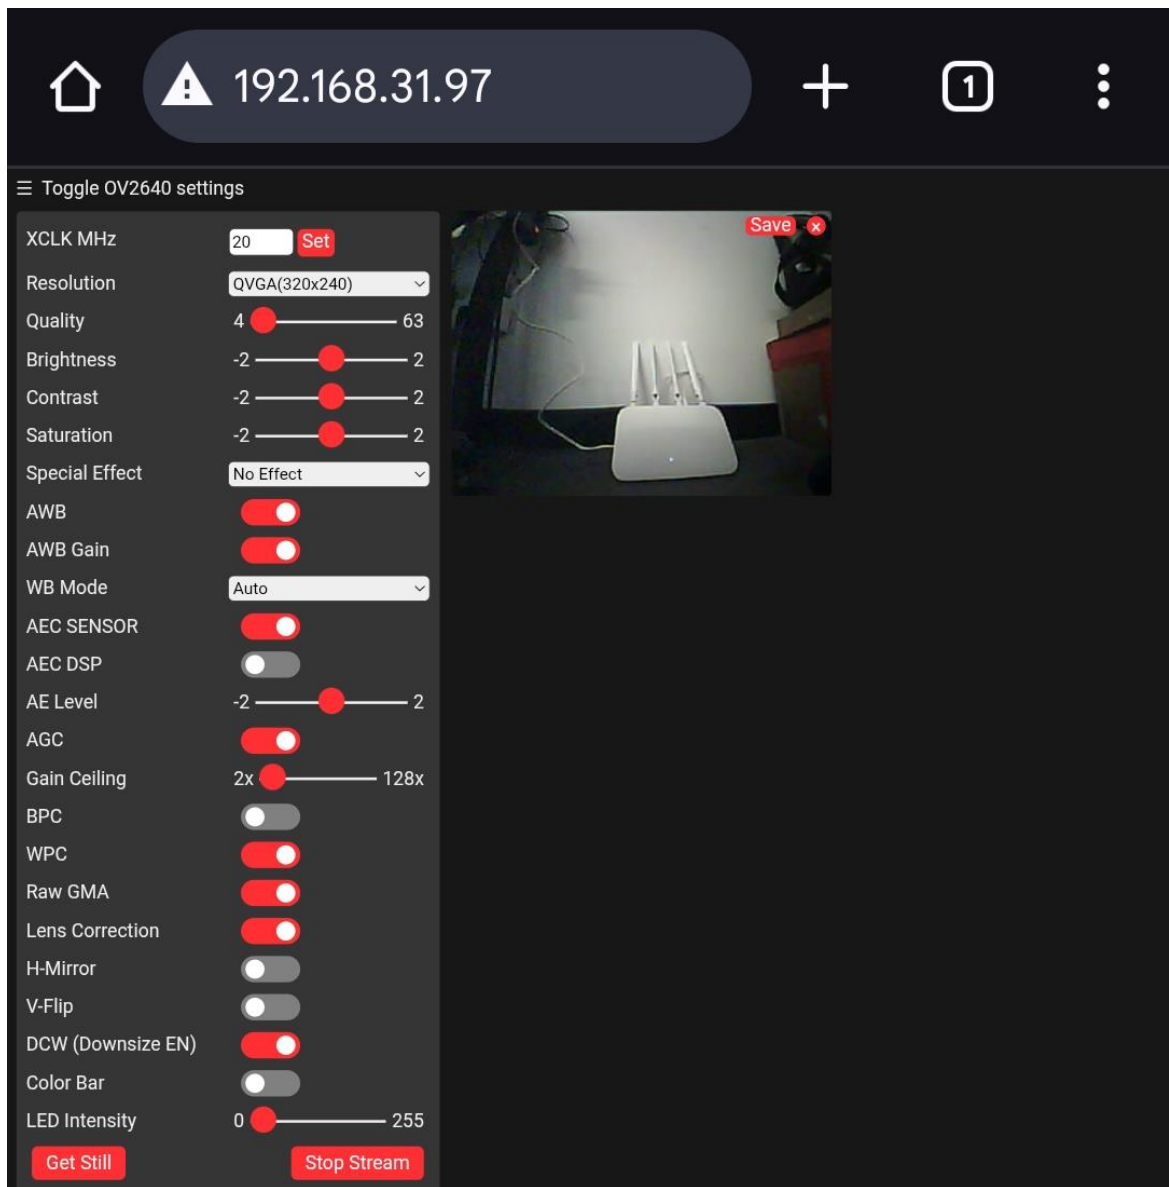 192.168.31.97
1
☰ Toggle OV2640 settings
XCLK MHz 20 Set
Resolution QVGA(320x240)
Quality 4 63
Brightness -2 2
Contrast -2 2
Saturation -2 2
Special Effect No Effect
AWB
AWB Gain
WB Mode Auto
AEC SENSOR
AEC DSP
AE Level -2 2
AGC
Gain Ceiling 2x 128x
BPC
WPC
Raw GMA
Lens Correction
H-Mirror
V-Flip
DCW (Downsize EN)
Color Bar
LED Intensity 0 255
Get Still Stop Stream
Save ×